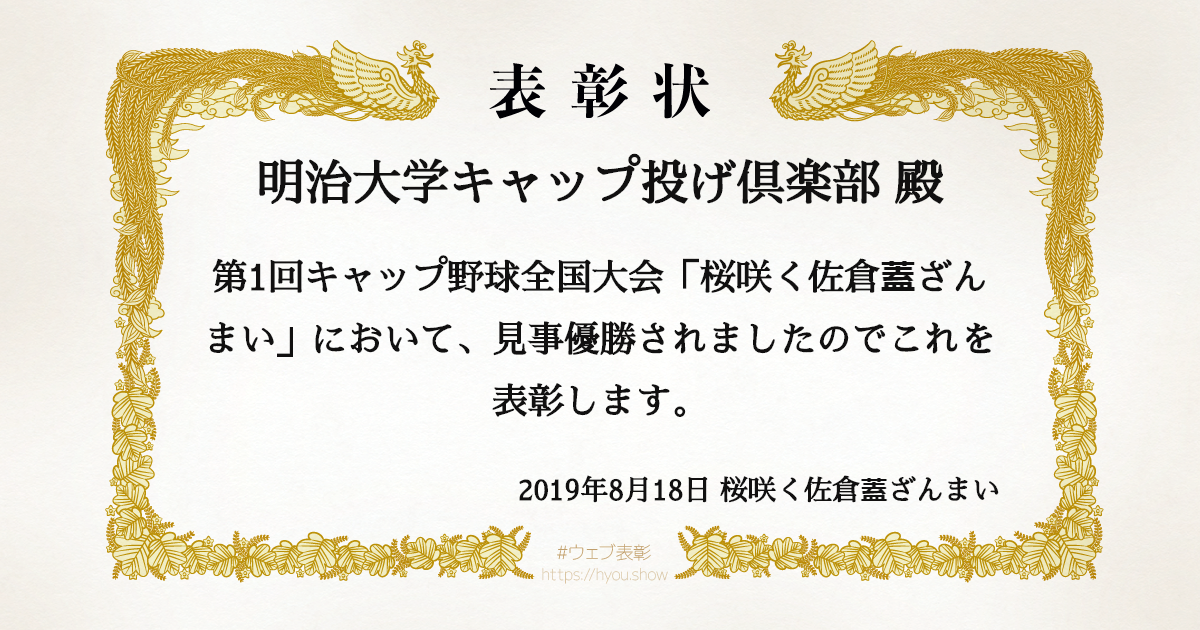 表彰状
明治大学キャップ投げ倶楽部 殿
第1回キャップ野球全国大会「桜咲く佐倉蓋ざん
まい」において、見事優勝されましたのでこれを
表彰します。
2019年8月18日 桜咲く佐倉蓋ざんまい
#ウェブ表彰
https://hyou.show